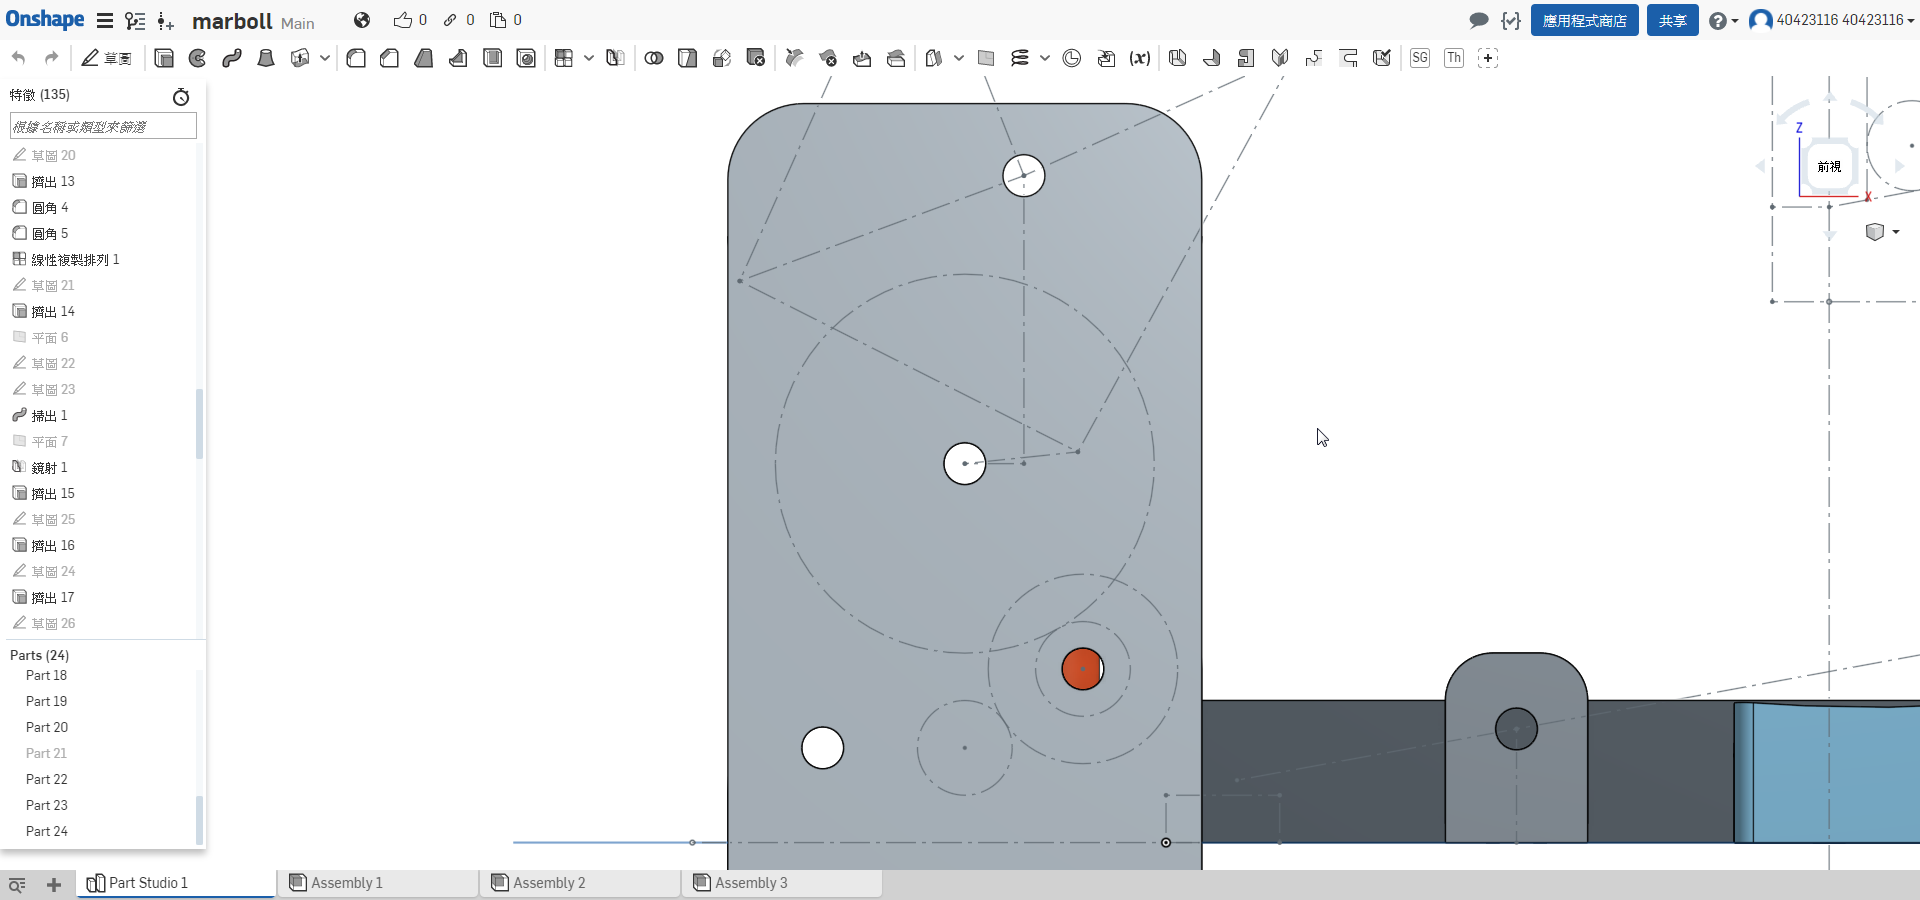 Onshape
marboll Main
0
0
0
應用程式商店
共享
40423116 40423116
草圖
(x)
SG
Th
特徵 (135)
根據名稱或類型來篩選
草圖 20
擠出 13
圓角 4
圓角 5
線性複製排列 1
草圖 21
擠出 14
平面 6
草圖 22
草圖 23
掃出 1
平面 7
鏡射 1
擠出 15
草圖 25
擠出 16
草圖 24
擠出 17
草圖 26
Parts (24)
Part 18
Part 19
Part 20
Part 21
Part 22
Part 23
Part 24
Z
前視
X
Part Studio 1
Assembly 1
Assembly 2
Assembly 3